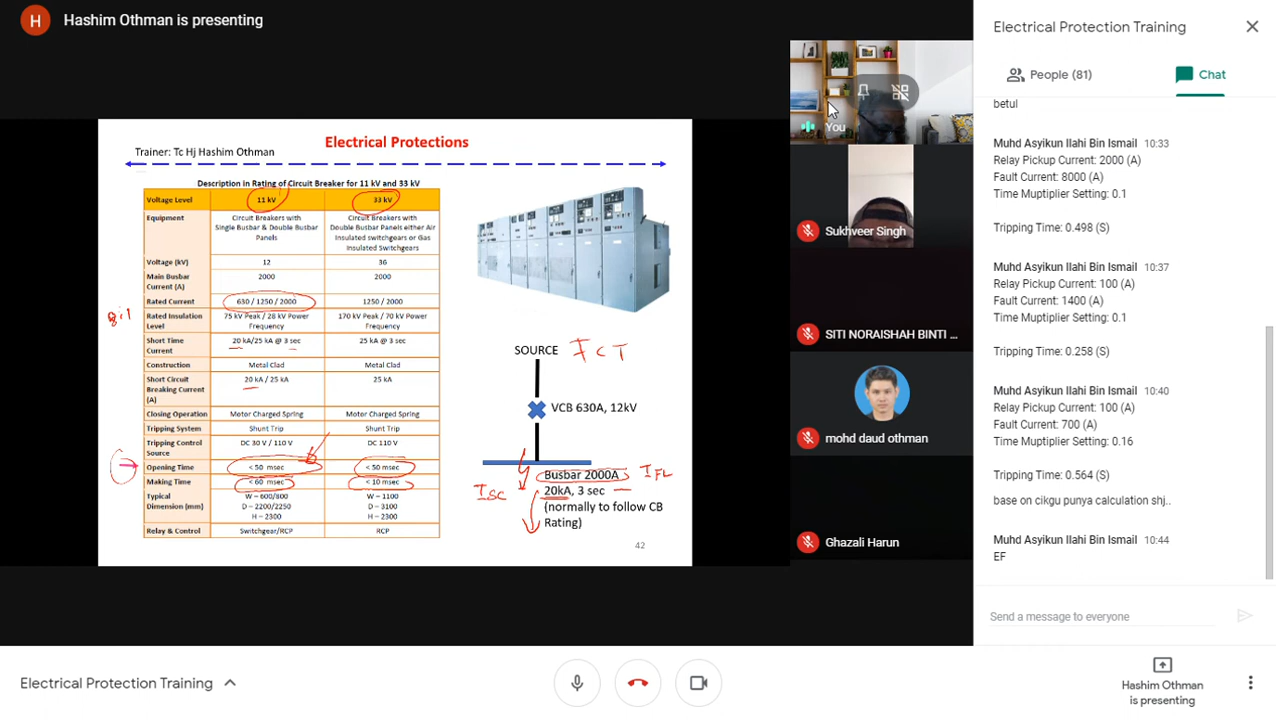 H
Hashim Othman is presenting
Electrical Protections
Trainer: Tc Hj Hashim Othman
Description in Rating of Circuit Breaker for 11 kV and 33 kV
Voltage Level 11 kV 33 kV
Equipment
Circuit Breakers with
Single Busbar & Double Busbar
Panels
Circuit Breakers with
Double Busbar Panels either Air
Insulated switchgears or Gas
Insulated Switchgears
Voltage (kV) 12 36
Main Busbar
Current (A)
2000 2000
Rated Current 630 / 1250 / 2000 1250 / 2000
Rated Insulation
Level
75 kV Peak / 28 kV Power
Frequency
170 kV Peak / 70 kV Power
Frequency
Short Time
Current
20 kA/25 kA @ 3 sec 25 kA @ 3 sec
Construction Metal Clad Metal Clad
Short Circuit
Breaking Current
(A)
20 kA / 25 kA 25 kA
Closing Operation Motor Charged Spring Motor Charged Spring
Tripping System Shunt Trip Shunt Trip
Tripping Control
Source
DC 30 V / 110 V DC 110 V
Opening Time < 50 msec < 50 msec
Making Time < 60 msec < 10 msec
Typical
Dimension (mm)
W – 600/800
D – 2200/2250
H – 2300
W – 1100
D – 3100
H – 2300
Relay & Control Switchgear/RCP RCP
SOURCE
VCB 630A, 12kV
Busbar 2000A
I FL
I SC
20kA, 3 sec
(normally to follow CB
Rating)
42
You
Sukhveer Singh
SITI NORAISHAH BINTI ...
mohd daud othman
Ghazali Harun
Electrical Protection Training
People (81)
Chat
betul
Muhd Asyikun Ilahi Bin Ismail 10:33
Relay Pickup Current: 2000 (A)
Fault Current: 8000 (A)
Time Muptiplier Setting: 0.1
Tripping Time: 0.498 (S)
Muhd Asyikun Ilahi Bin Ismail 10:37
Relay Pickup Current: 100 (A)
Fault Current: 1400 (A)
Time Mupltiplier Setting: 0.1
Tripping Time: 0.258 (S)
Muhd Asyikun Ilahi Bin Ismail 10:40
Relay Pickup Current: 100 (A)
Fault Current: 700 (A)
Time Mupltiplier Setting: 0.16
Tripping Time: 0.564 (S)
base on cikgu punya calculation shj..
Muhd Asyikun Ilahi Bin Ismail 10:44
EF
Send a message to everyone
Electrical Protection Training
Hashim Othman
is presenting